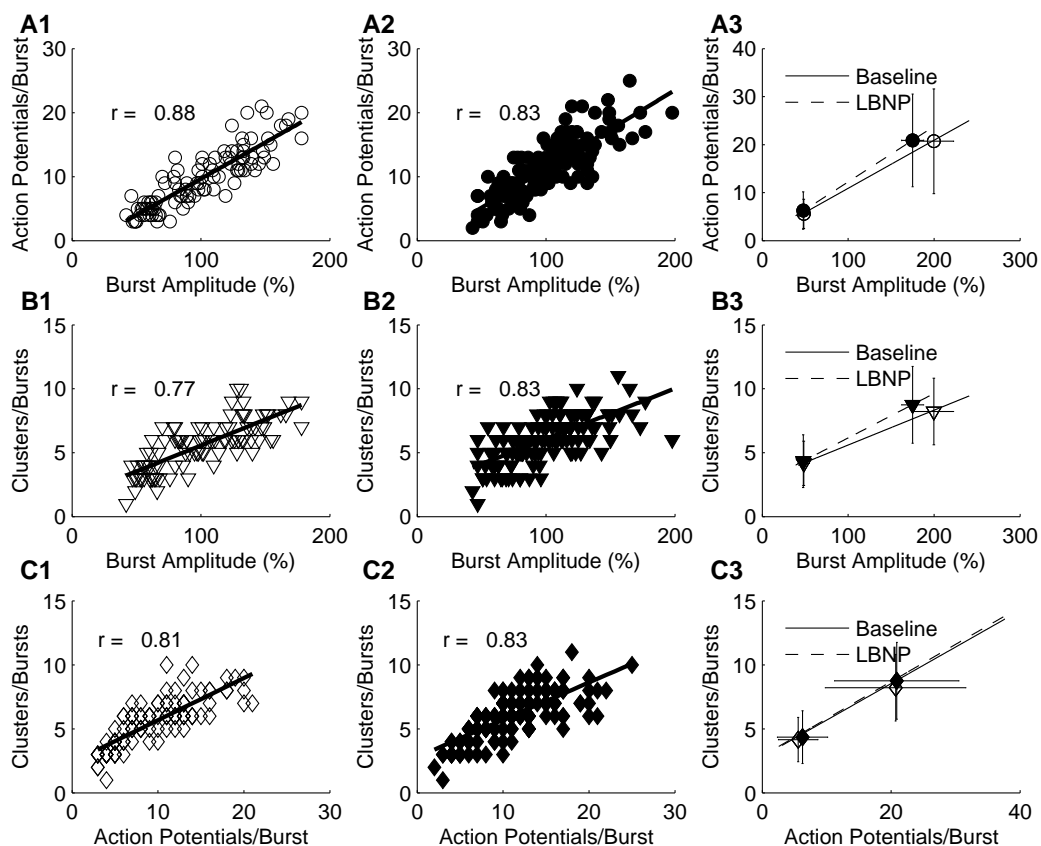 A1
A2
A3
Action Potentials/Burst
30
20
10
0
r = 0.88
0 100 200
Burst Amplitude (%)
Action Potentials/Burst
30
20
10
0
r = 0.83
0 100 200
Burst Amplitude (%)
Action Potentials/Burst
40
30
20
10
0
Baseline
LBNP
0 100 200 300
Burst Amplitude (%)
B1
B2
B3
Clusters/Bursts
15
10
5
0
r = 0.77
0 100 200
Burst Amplitude (%)
Clusters/Bursts
15
10
5
0
r = 0.83
0 100 200
Burst Amplitude (%)
Clusters/Bursts
15
10
5
0
Baseline
LBNP
0 100 200 300
Burst Amplitude (%)
C1
C2
C3
Clusters/Bursts
15
10
5
0
r = 0.81
0 10 20 30
Action Potentials/Burst
Clusters/Bursts
15
10
5
0
r = 0.83
0 10 20 30
Action Potentials/Burst
Clusters/Bursts
15
10
5
0
Baseline
LBNP
0 20 40
Action Potentials/Burst